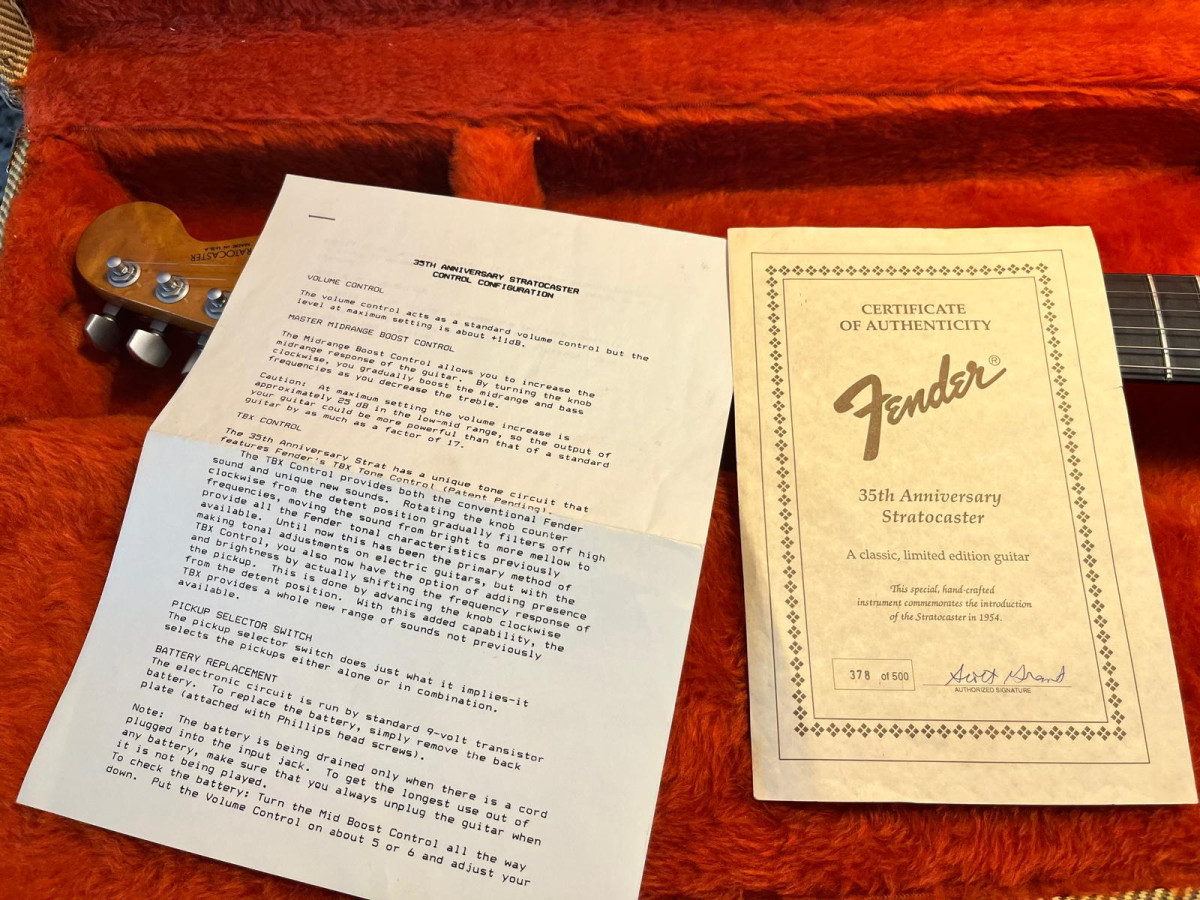 STRATOCASTER
MADE IN U.S.A.
35TH ANNIVERSARY STRATOCASTER
CONTROL CONFIGURATION
VOLUME CONTROL
The volume control acts as a standard volume control but the
level at maximum setting is about +11dB.
MASTER MIDRANGE BOOST CONTROL
The Midrange Boost Control allows you to increase the
midrange response of the guitar. By turning the knob
clockwise, you gradually boost the midrange and bass
frequencies as you decrease the treble.
Caution: At maximum setting the volume increase is
approximately 25 dB in the low-mid range, so the output of
your guitar could be more powerful than that of a standard
guitar by as much as a factor of 17.
TBX CONTROL
The 35th Anniversary Strat has a unique tone circuit that
features Fender's TBX Tone Control (Patent Pending).
The TBX Control provides both the conventional Fender
sound and unique new sounds. Rotating the knob counter
clockwise from the detent position gradually filters off high
frequencies, moving the sound from bright to more mellow to
provide all the Fender tonal characteristics previously
available. Until now this has been the primary method of
making tonal adjustments on electric guitars, but with the
TBX Control, you also now have the option of adding presence
and brightness by actually shifting the frequency response of
the pickup. This is done by advancing the knob clockwise
from the detent position. With this added capability, the
TBX provides a whole new range of sounds not previously
available.
PICKUP SELECTOR SWITCH
The pickup selector switch does just what it implies-it
selects the pickups either alone or in combination.
BATTERY REPLACEMENT
The electronic circuit is run by standard 9-volt transistor
battery. To replace the battery, simply remove the back
plate (attached with Phillips head screws).
Note: The battery is being drained only when there is a cord
plugged into the input jack. To get the longest use out of
any battery, make sure that you always unplug the guitar when
it is not being played.
To check the battery: Turn the Mid Boost Control all the way
down. Put the Volume Control on about 5 or 6 and adjust your
CERTIFICATE
OF AUTHENTICITY
Fender®
35th Anniversary
Stratocaster
A classic, limited edition guitar
This special, hand-crafted
instrument commemorates the introduction
of the Stratocaster in 1954.
378 of 500
AUTHORIZED SIGNATURE